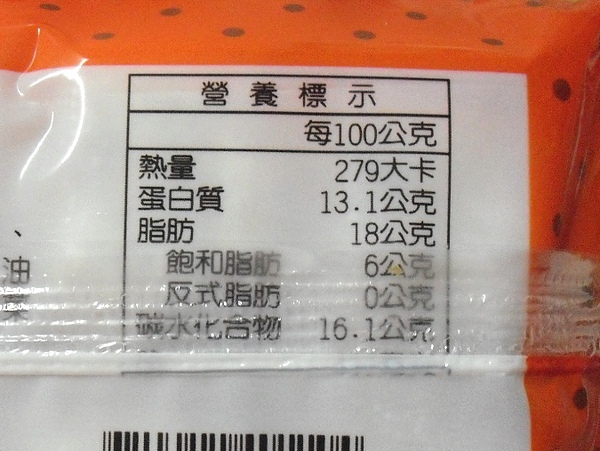 營養標示
每100公克
熱量 279大卡
蛋白質 13.1公克
脂肪 18公克
飽和脂肪 6公克
反式脂肪 0公克
碳水化合物 16.1公克
、
油